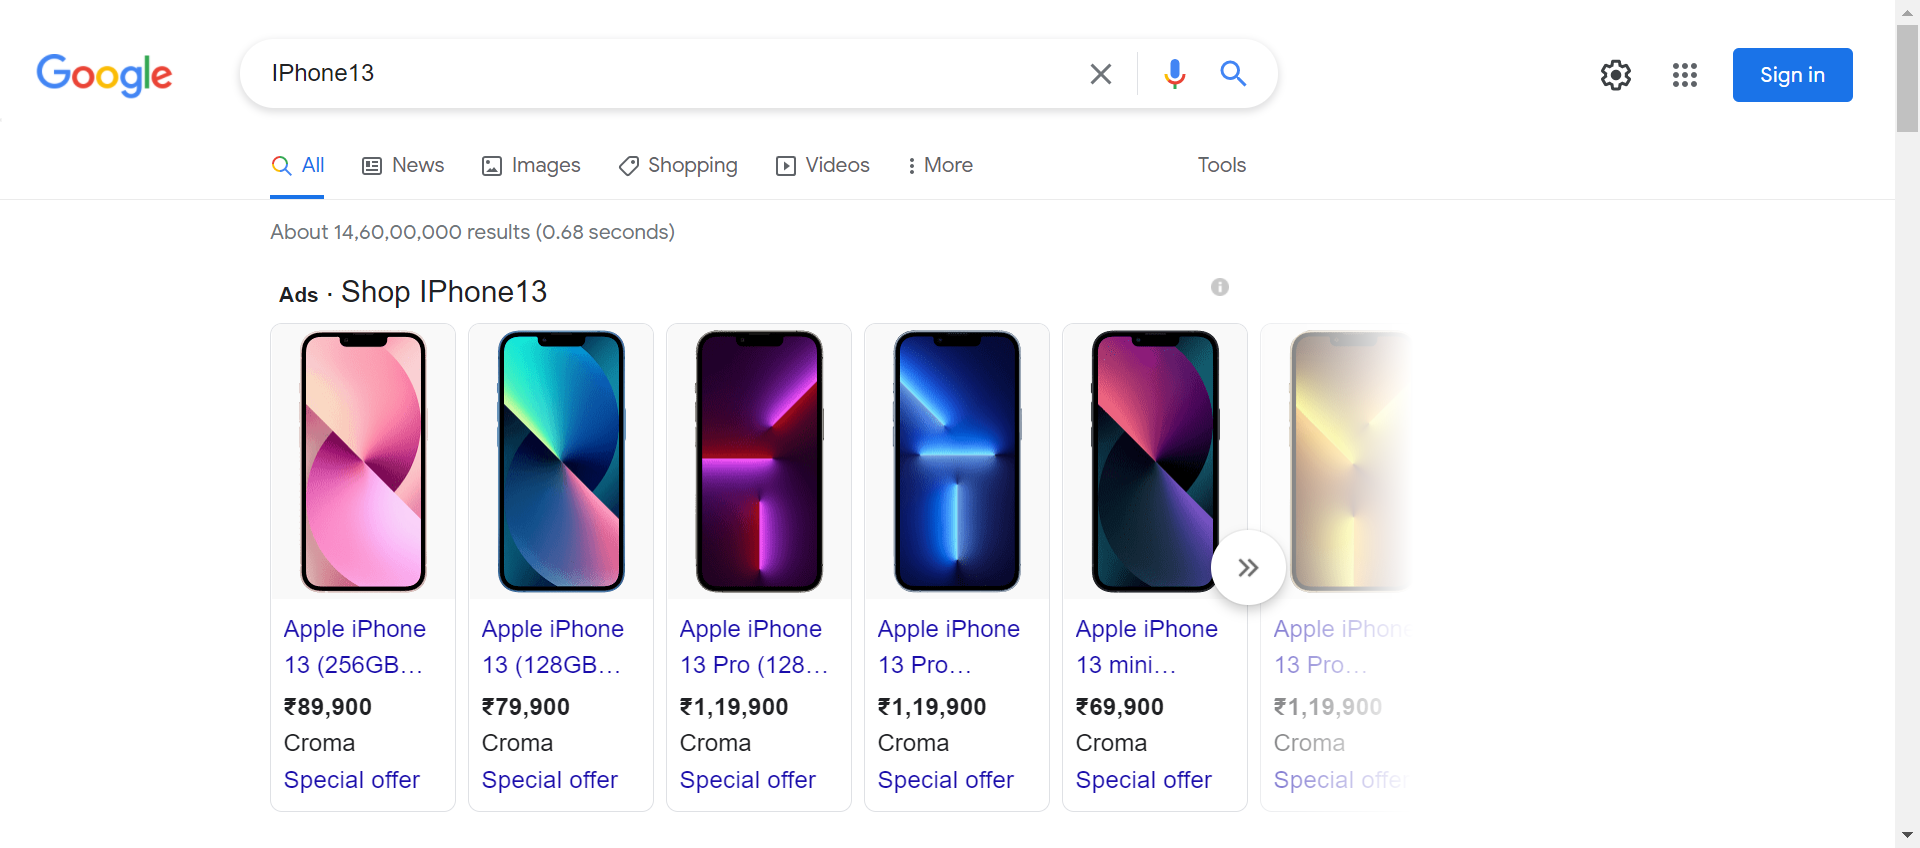 Google
IPhone13
Sign in
All
News
Images
Shopping
Videos
More
Tools
About 14,60,00,000 results (0.68 seconds)
Ads · Shop IPhone13
Apple iPhone
13 (256GB...
₹89,900
Croma
Special offer
Apple iPhone
13 (128GB...
₹79,900
Croma
Special offer
Apple iPhone
13 Pro (128...
₹1,19,900
Croma
Special offer
Apple iPhone
13 Pro...
₹1,19,900
Croma
Special offer
Apple iPhone
13 mini...
₹69,900
Croma
Special offer
Apple iPhone
13 Pro...
₹1,19,900
Croma
Special offer